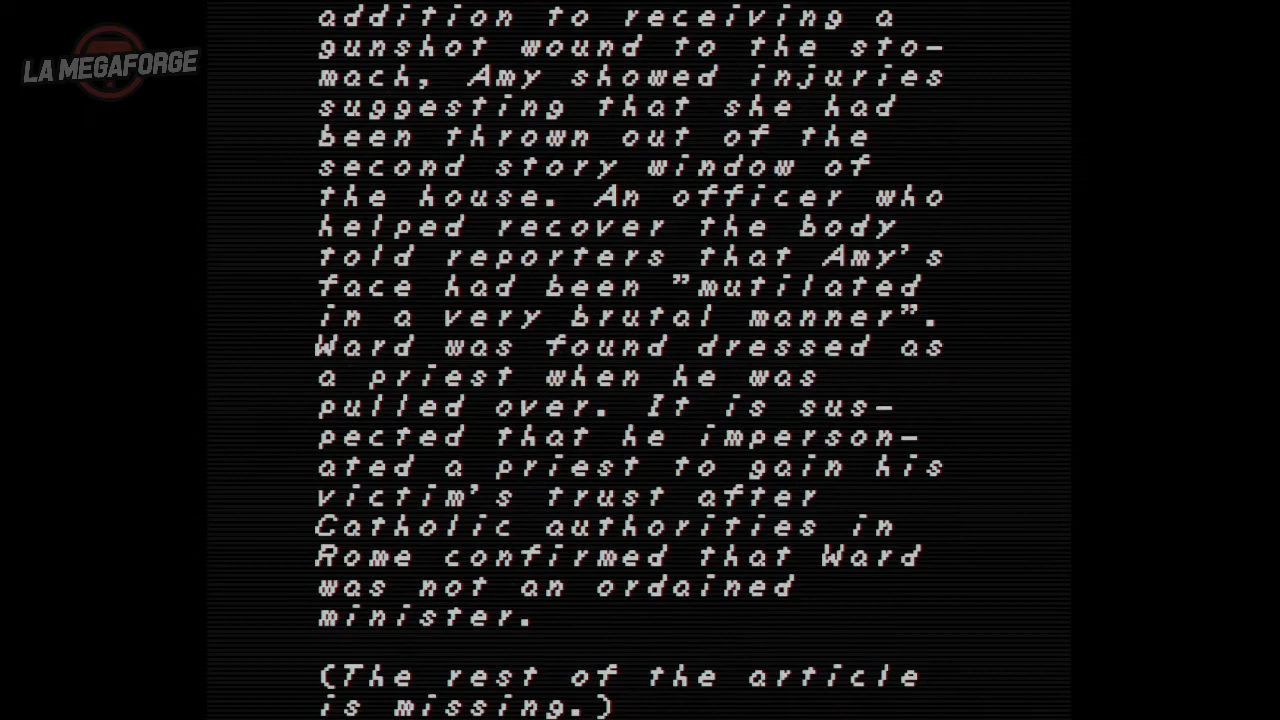 LA MEGAFORGE
addition to receiving a
gunshot wound to the sto-
mach, Amy showed injuries
suggesting that she had
been thrown out of the
second story window of
the house. An officer who
helped recover the body
told reporters that Amy's
face had been "mutilated
in a very brutal manner".
Ward was found dressed as
a priest when he was
pulled over. It is sus-
pected that he imperson-
ated a priest to gain his
victim's trust after
Catholic authorities in
Rome confirmed that Ward
was not an ordained
minister.
(The rest of the article
is missing.)